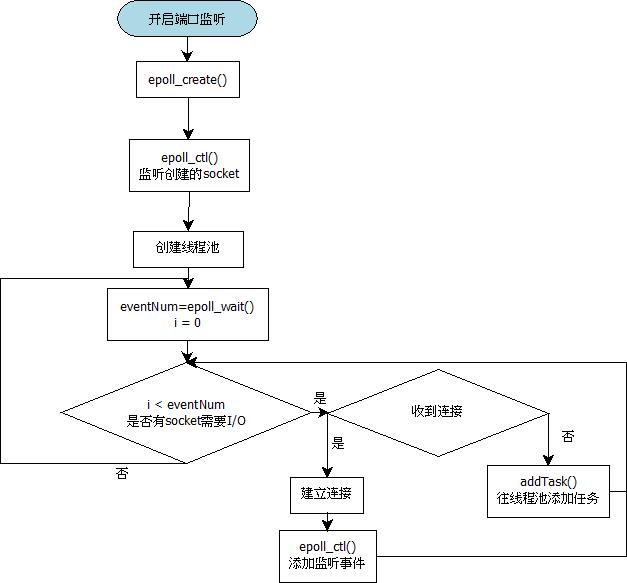 开启端口监听
epoll_create()
epoll_ctl()
监听创建的socket
创建线程池
eventNum=epoll_wait()
i = 0
i < eventNum
是否有socket需要I/O
是
收到连接
是
否
否
addTask()
往线程池添加任务
建立连接
epoll_ctl()
添加监听事件